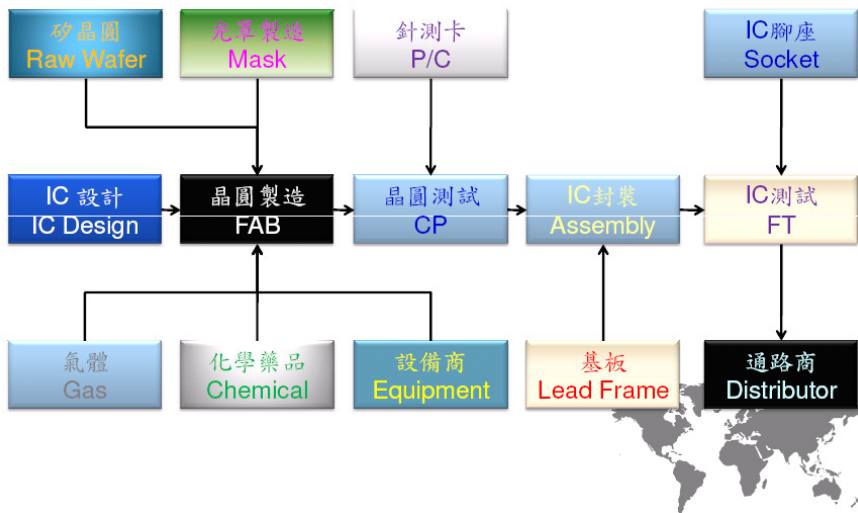 矽晶圓
Raw Wafer
光罩製造
Mask
針測卡
P/C
IC腳座
Socket
IC 設計
IC Design
晶圓製造
FAB
晶圓測試
CP
IC封裝
Assembly
IC測試
FT
氣體
Gas
化學藥品
Chemical
設備商
Equipment
基板
Lead Frame
通路商
Distributor